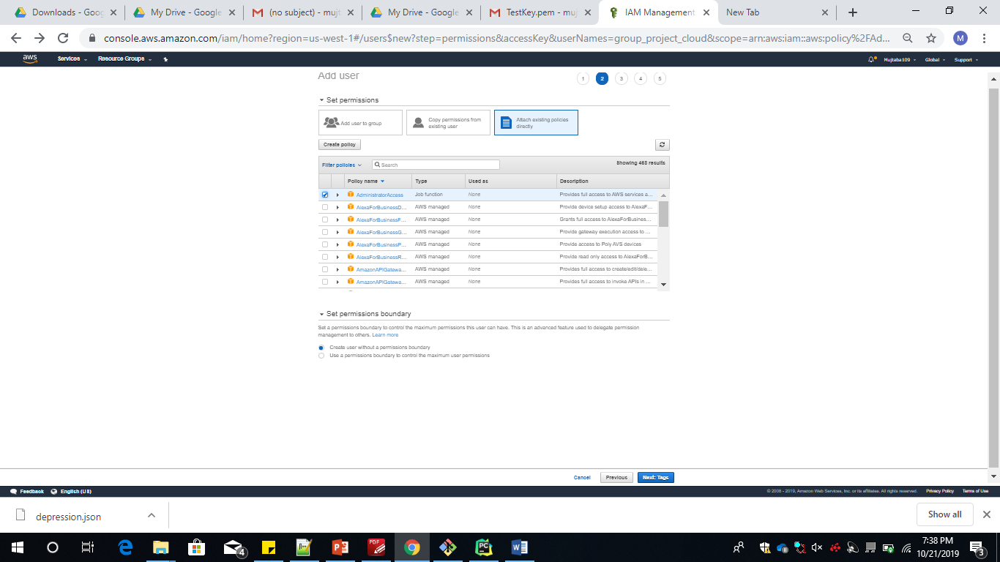 Downloads - Goog
My Drive - Google
(no subject) - muj
My Drive - Google
TestKey.pem - muj
IAM Management
New Tab
console.aws.amazon.com/iam/home?region=us-west-1#/users$new?step=permissions&accessKey&userNames=group_project_cloud&scope=arn:aws:iam::aws:policy%2FAd...
M
aws
Services
Resource Groups
Mujtaba109
Global
Support
Add user
1 2 3 4 5
Set permissions
Add user to group
Copy permissions from
existing user
Attach existing policies
directly
Create policy
Filter policies
Search
Showing 483 results
Policy name Type Used as Description
AdministratorAccess Job function None Provides full access to AWS services a...
AlexaForBusinessD... AWS managed None Provide device setup access to AlexaF...
AlexaForBusinessF... AWS managed None Grants full access to AlexaForBusines...
AlexaForBusinessG... AWS managed None Provide gateway execution access to ...
AlexaForBusinessP... AWS managed None Provide access to Poly AVS devices
AlexaForBusinessR... AWS managed None Provide read only access to AlexaForB...
AmazonAPIGatewa... AWS managed None Provides full access to create/edit/dele...
AmazonAPIGatewa... AWS managed None Provides full access to invoke APIs in ...
Set permissions boundary
Set a permissions boundary to control the maximum permissions this user can have. This is an advanced feature used to delegate permission
management to others. Learn more
Create user without a permissions boundary
Use a permissions boundary to control the maximum user permissions
Cancel
Previous
Next: Tags
Feedback
English (US)
© 2008 - 2019, Amazon Web Services, Inc. or its affiliates. All rights reserved.
Privacy Policy
Terms of Use
depression.json
Show all
4
PDF
PC
7:38 PM
10/21/2019
3